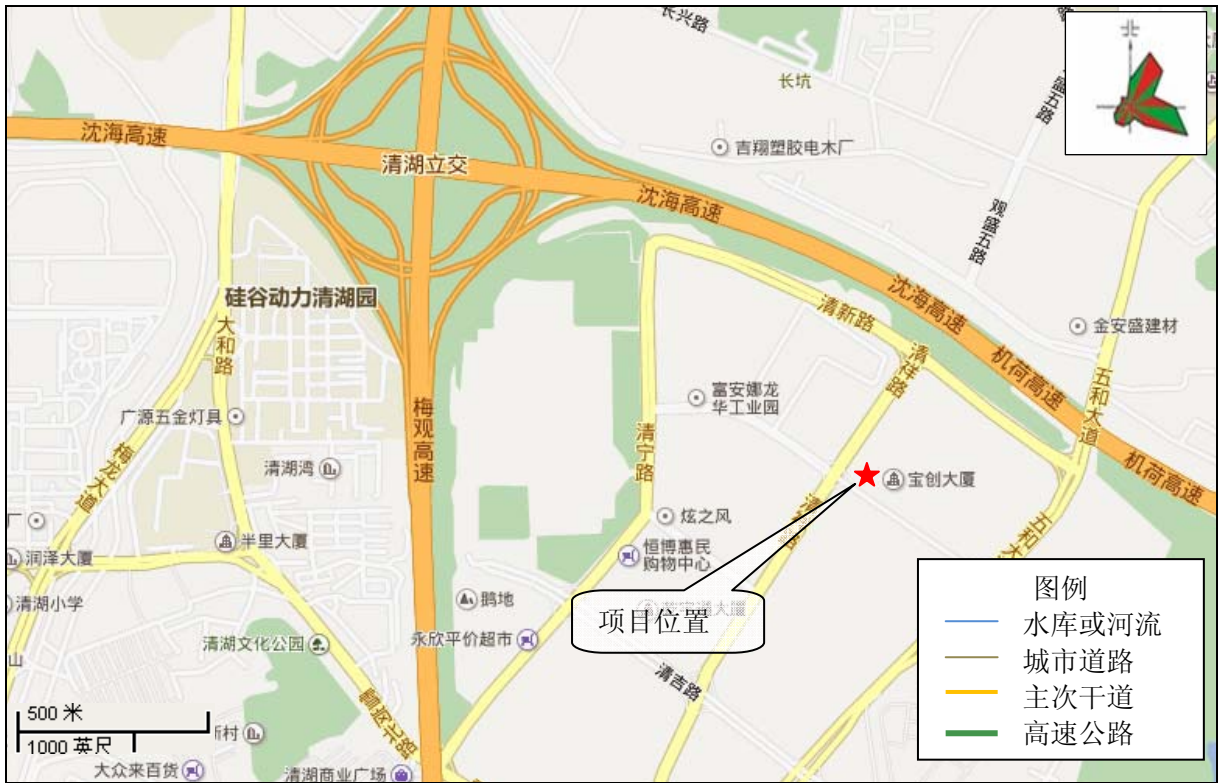 长兴路
北
长坑
盛五路
沈海高速
清湖立交
吉翔塑胶电木厂
沈海高速
观盛五路
沈海高速
硅谷动力清湖园
清新路
金安盛建材
大和路
清祥路
机荷高速
五和大道
富安娜龙
华工业园
广源五金灯具
梅观高速
清宁路
梅龙大道
清湖湾
宝创大厦
机荷高速
厂
炫之风
半里大厦
恒博惠民
购物中心
润泽大厦
清湖小学
鹅地
项目位置
永欣平价超市
清湖文化公园
山
清吉路
500 米
1000 英尺
新村
大众来百货
清湖商业广场
图例
水库或河流
城市道路
主次干道
高速公路